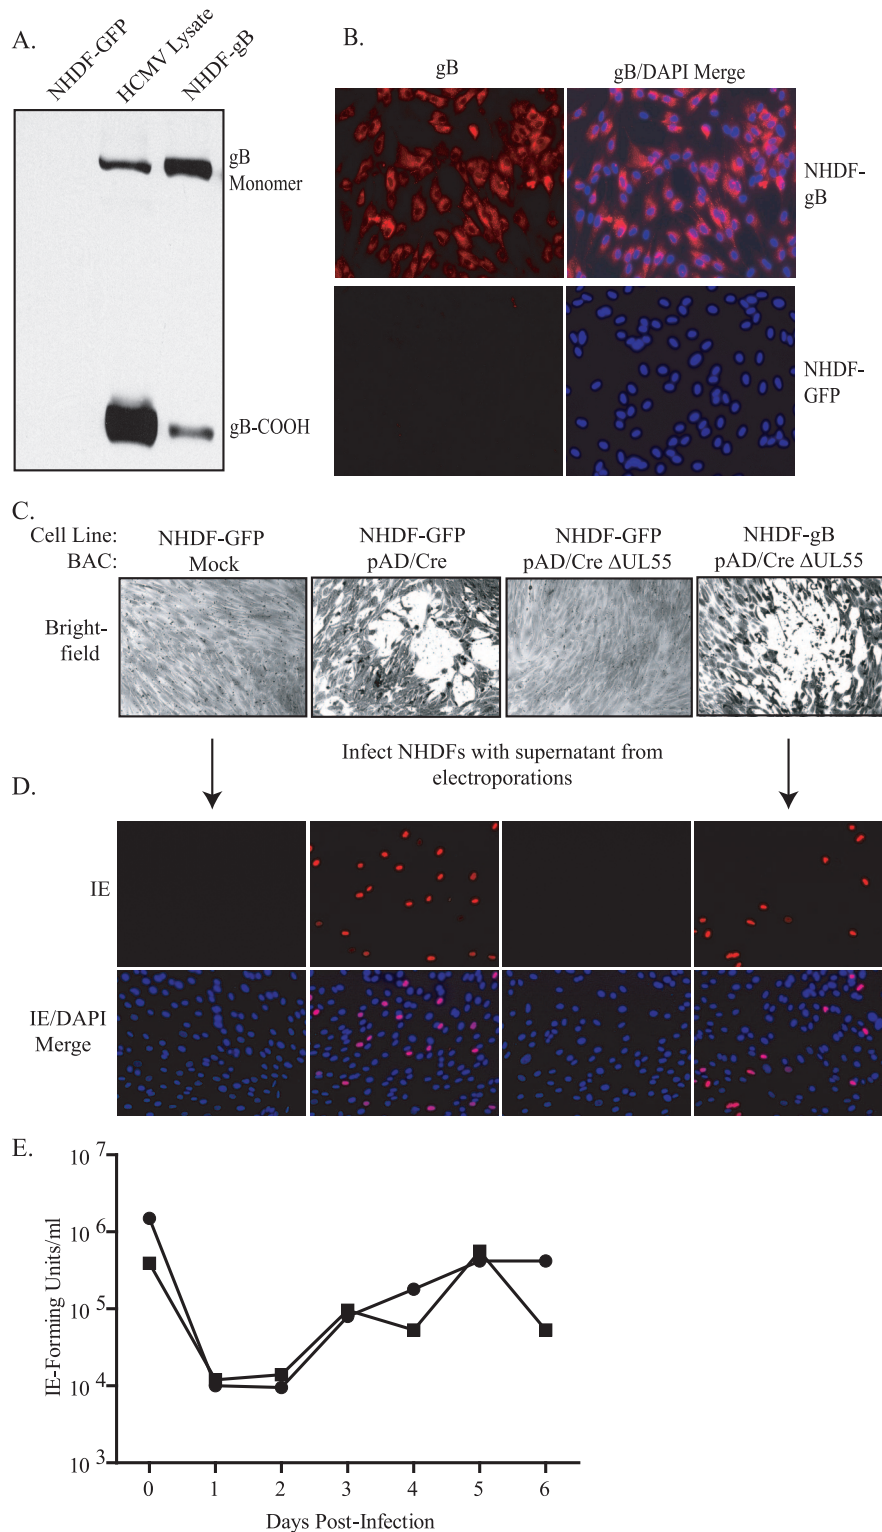 A.
NHDF-GFP
HCMV Lysate
NHDF-gB
gB
Monomer
gB-COOH
B.
gB
gB/DAPI Merge
NHDF-
gB
NHDF-
GFP
C.
Cell Line:
BAC:
NHDF-GFP
Mock
NHDF-GFP
pAD/Cre
NHDF-GFP
pAD/Cre ΔUL55
NHDF-gB
pAD/Cre ΔUL55
Bright-
field
Infect NHDFs with supernatant from
electroporations
D.
IE
IE/DAPI
Merge
E.
IE-Forming Units/ml
10 7
10 6
10 5
10 4
10 3
0 1 2 3 4 5 6
Days Post-Infection